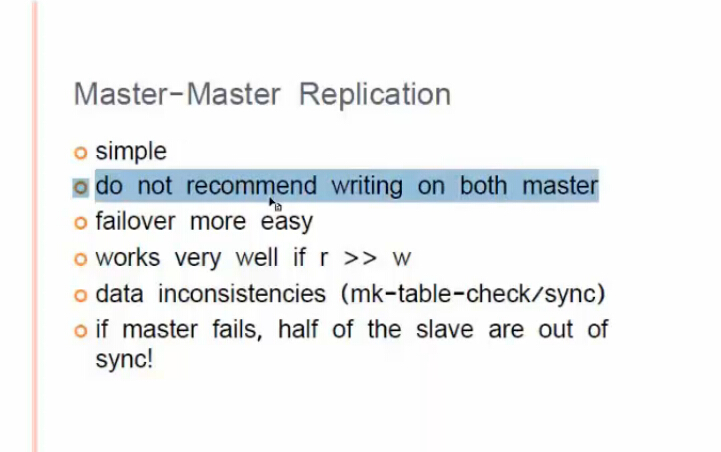 Master-Master Replication
simple
do not recommend writing on both master
failover more easy
works very well if r >> w
data inconsistencies (mk-table-check/sync)
if master fails, half of the slave are out of
sync!